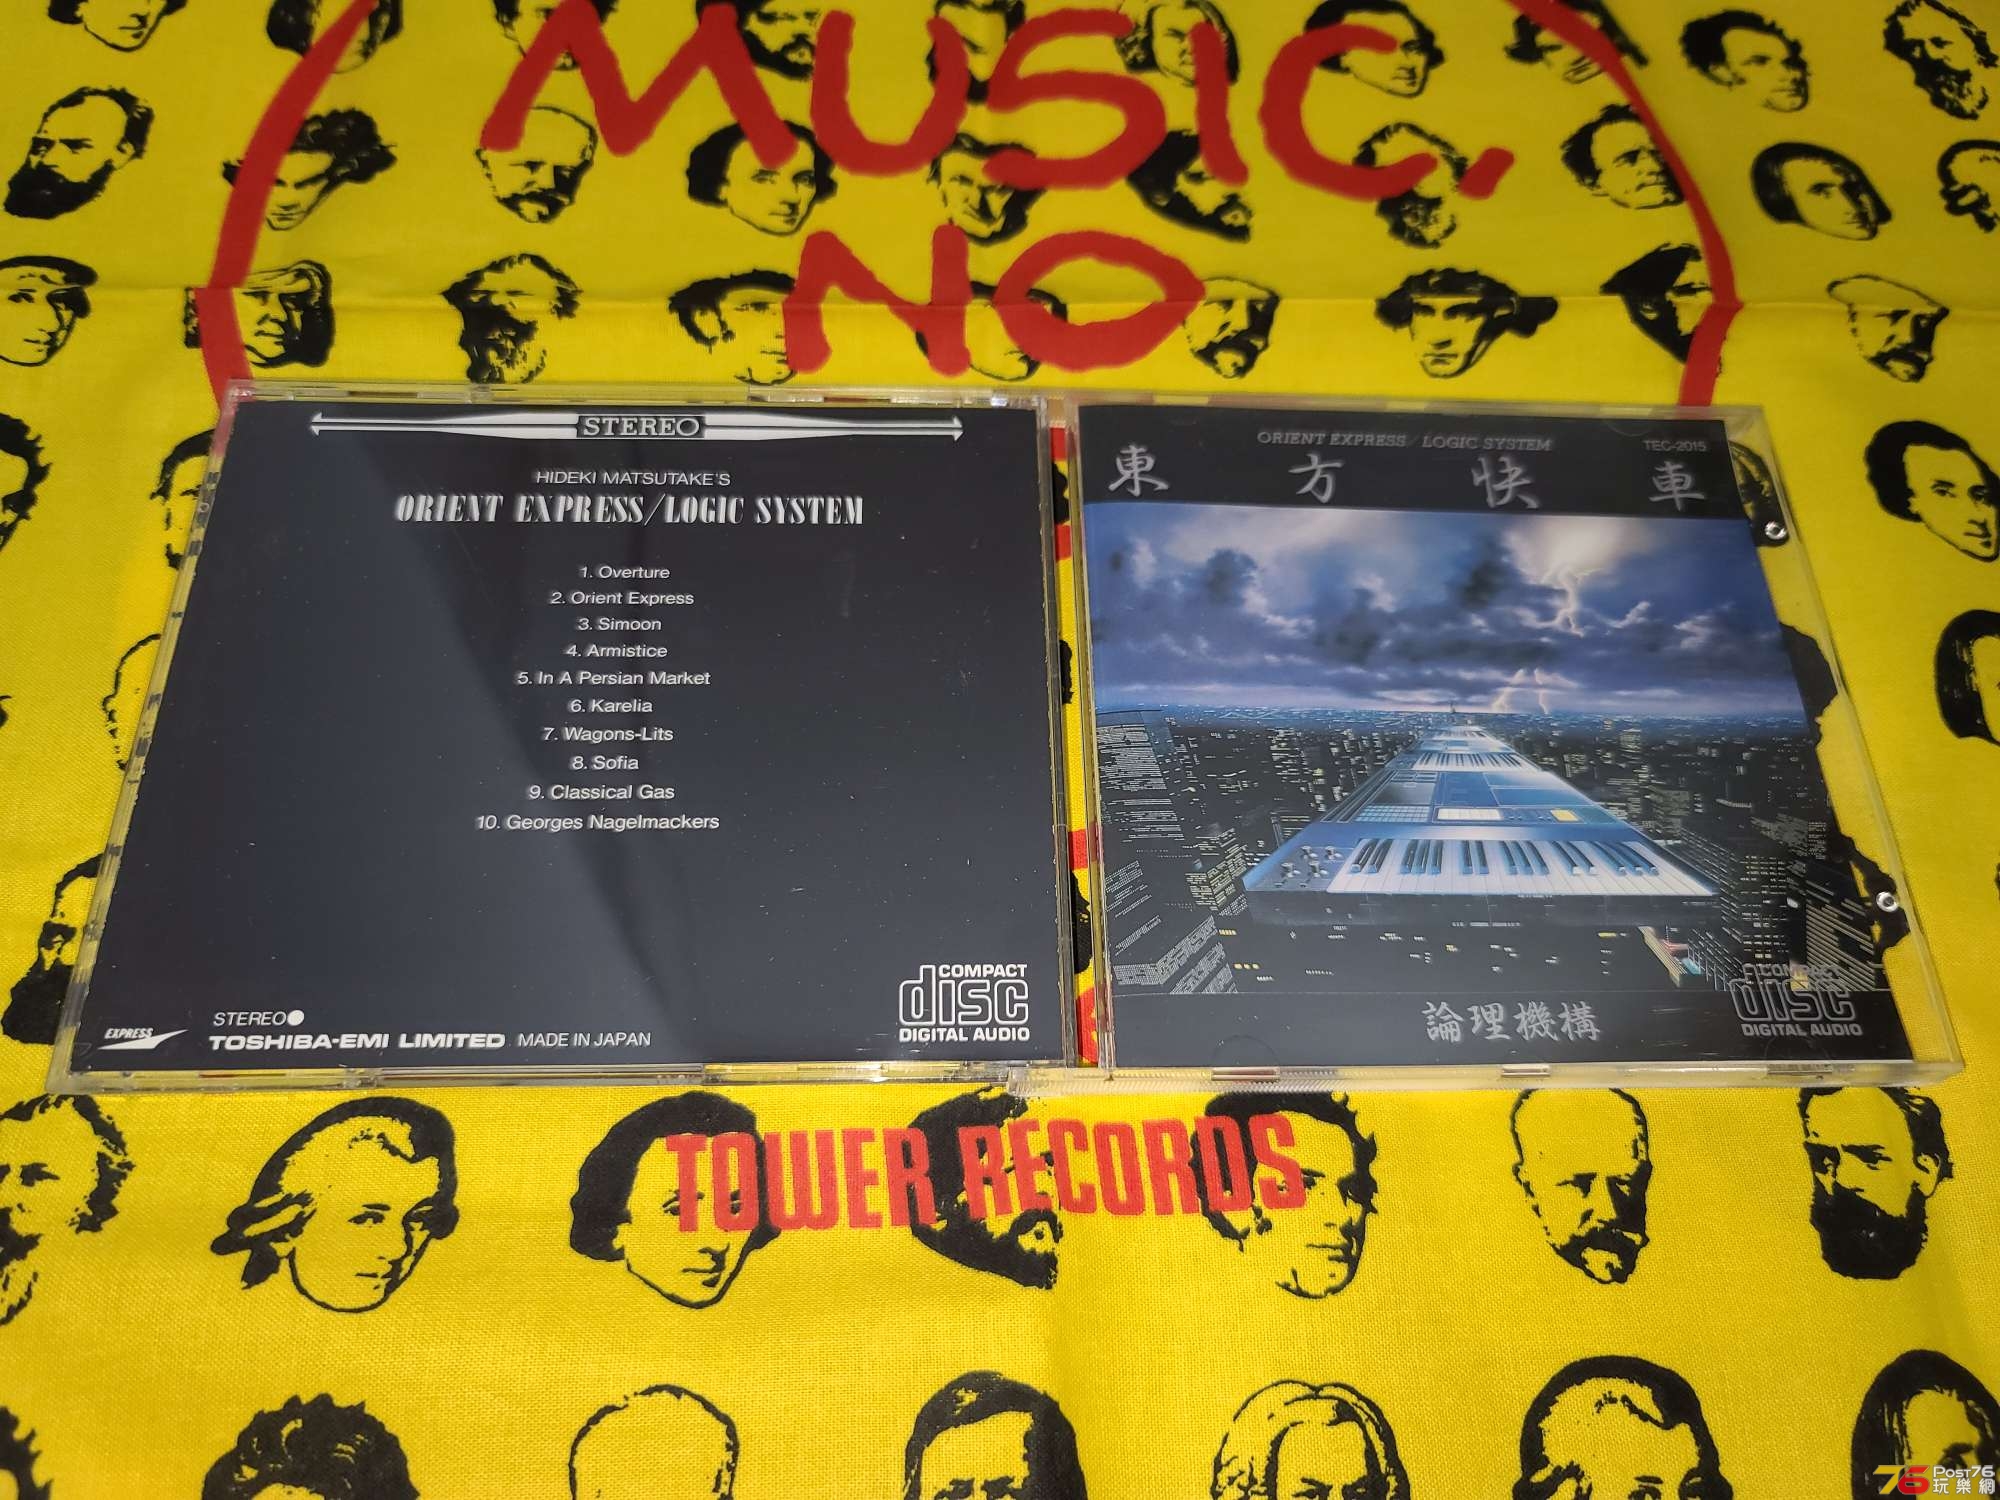 MUSIC.
NO
STEREO
HIDEKI MATSUTAKE'S
ORIENT EXPRESS/LOGIC SYSTEM
1. Overture
2. Orient Express
3. Simoon
4. Armistice
5. In A Persian Market
6. Karelia
7. Wagons-Lits
8. Sofia
9. Classical Gas
10. Georges Nagelmackers
EXPRESS
STEREO
TOSHIBA-EMI LIMITED MADE IN JAPAN
COMPACT
disc
DIGITAL AUDIO
ORIENT EXPRESS/LOGIC SYSTEM
TEC-2015
東方快車
論理機構
COMPACT
disc
DIGITAL AUDIO
TOWER RECORDS
76 Post76
玩樂網